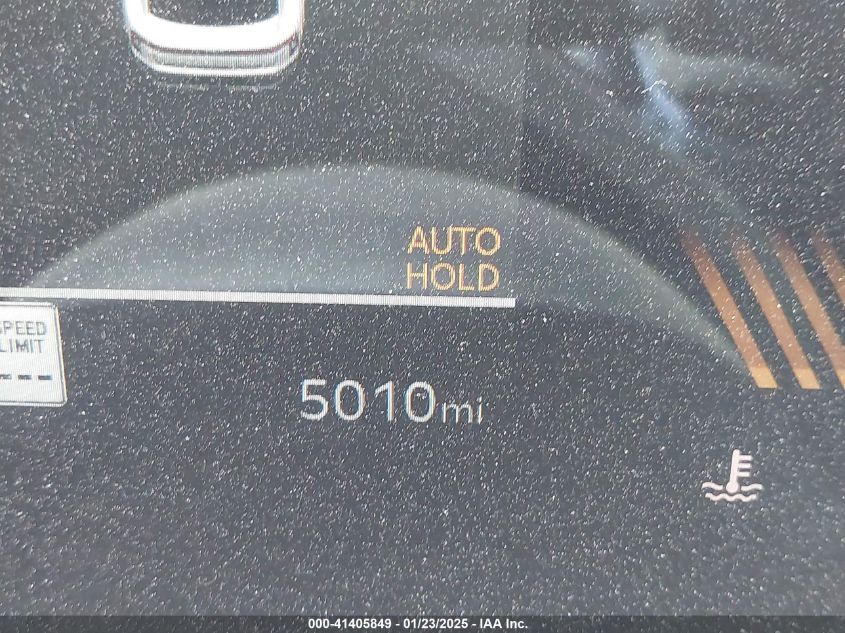 AUTO
HOLD
SPEED
LIMIT
---
5010mi
000-41405849 - 01/23/2025 - IAA Inc.